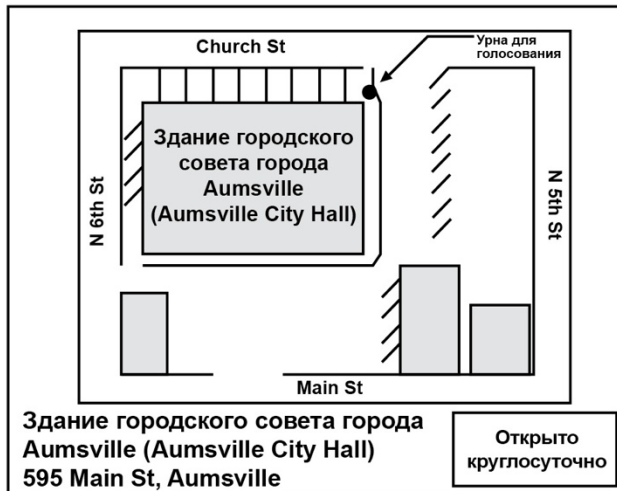 Church St
Урна для
голосования
Здание городского
совета города
Aumsville
(Aumsville City Hall)
N 6th St
N 5th St
Main St
Здание городского совета города
Aumsville (Aumsville City Hall)
595 Main St, Aumsville
Открыто
круглосуточно